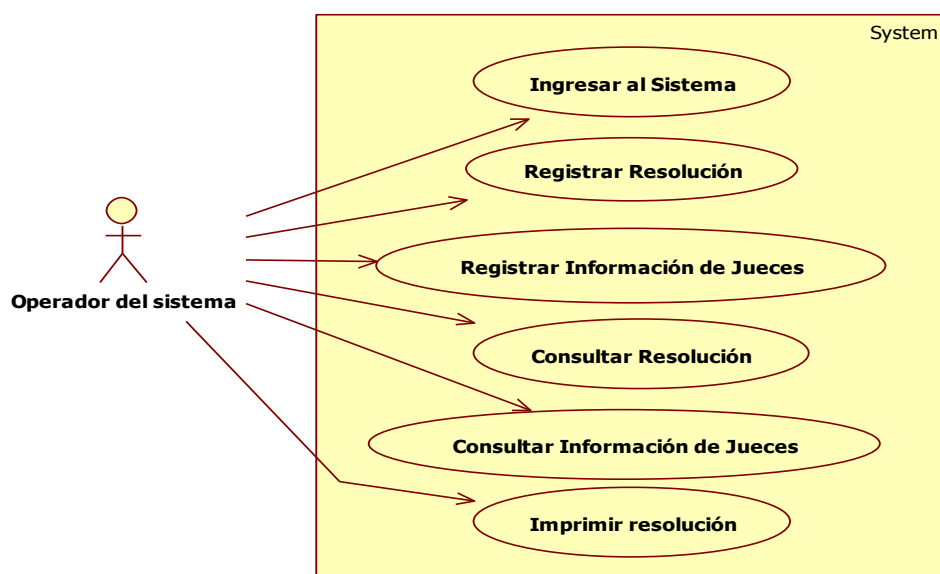 System
Ingresar al Sistema
Registrar Resolución
Registrar Información de Jueces
Operador del sistema
Consultar Resolución
Consultar Información de Jueces
Imprimir resolución